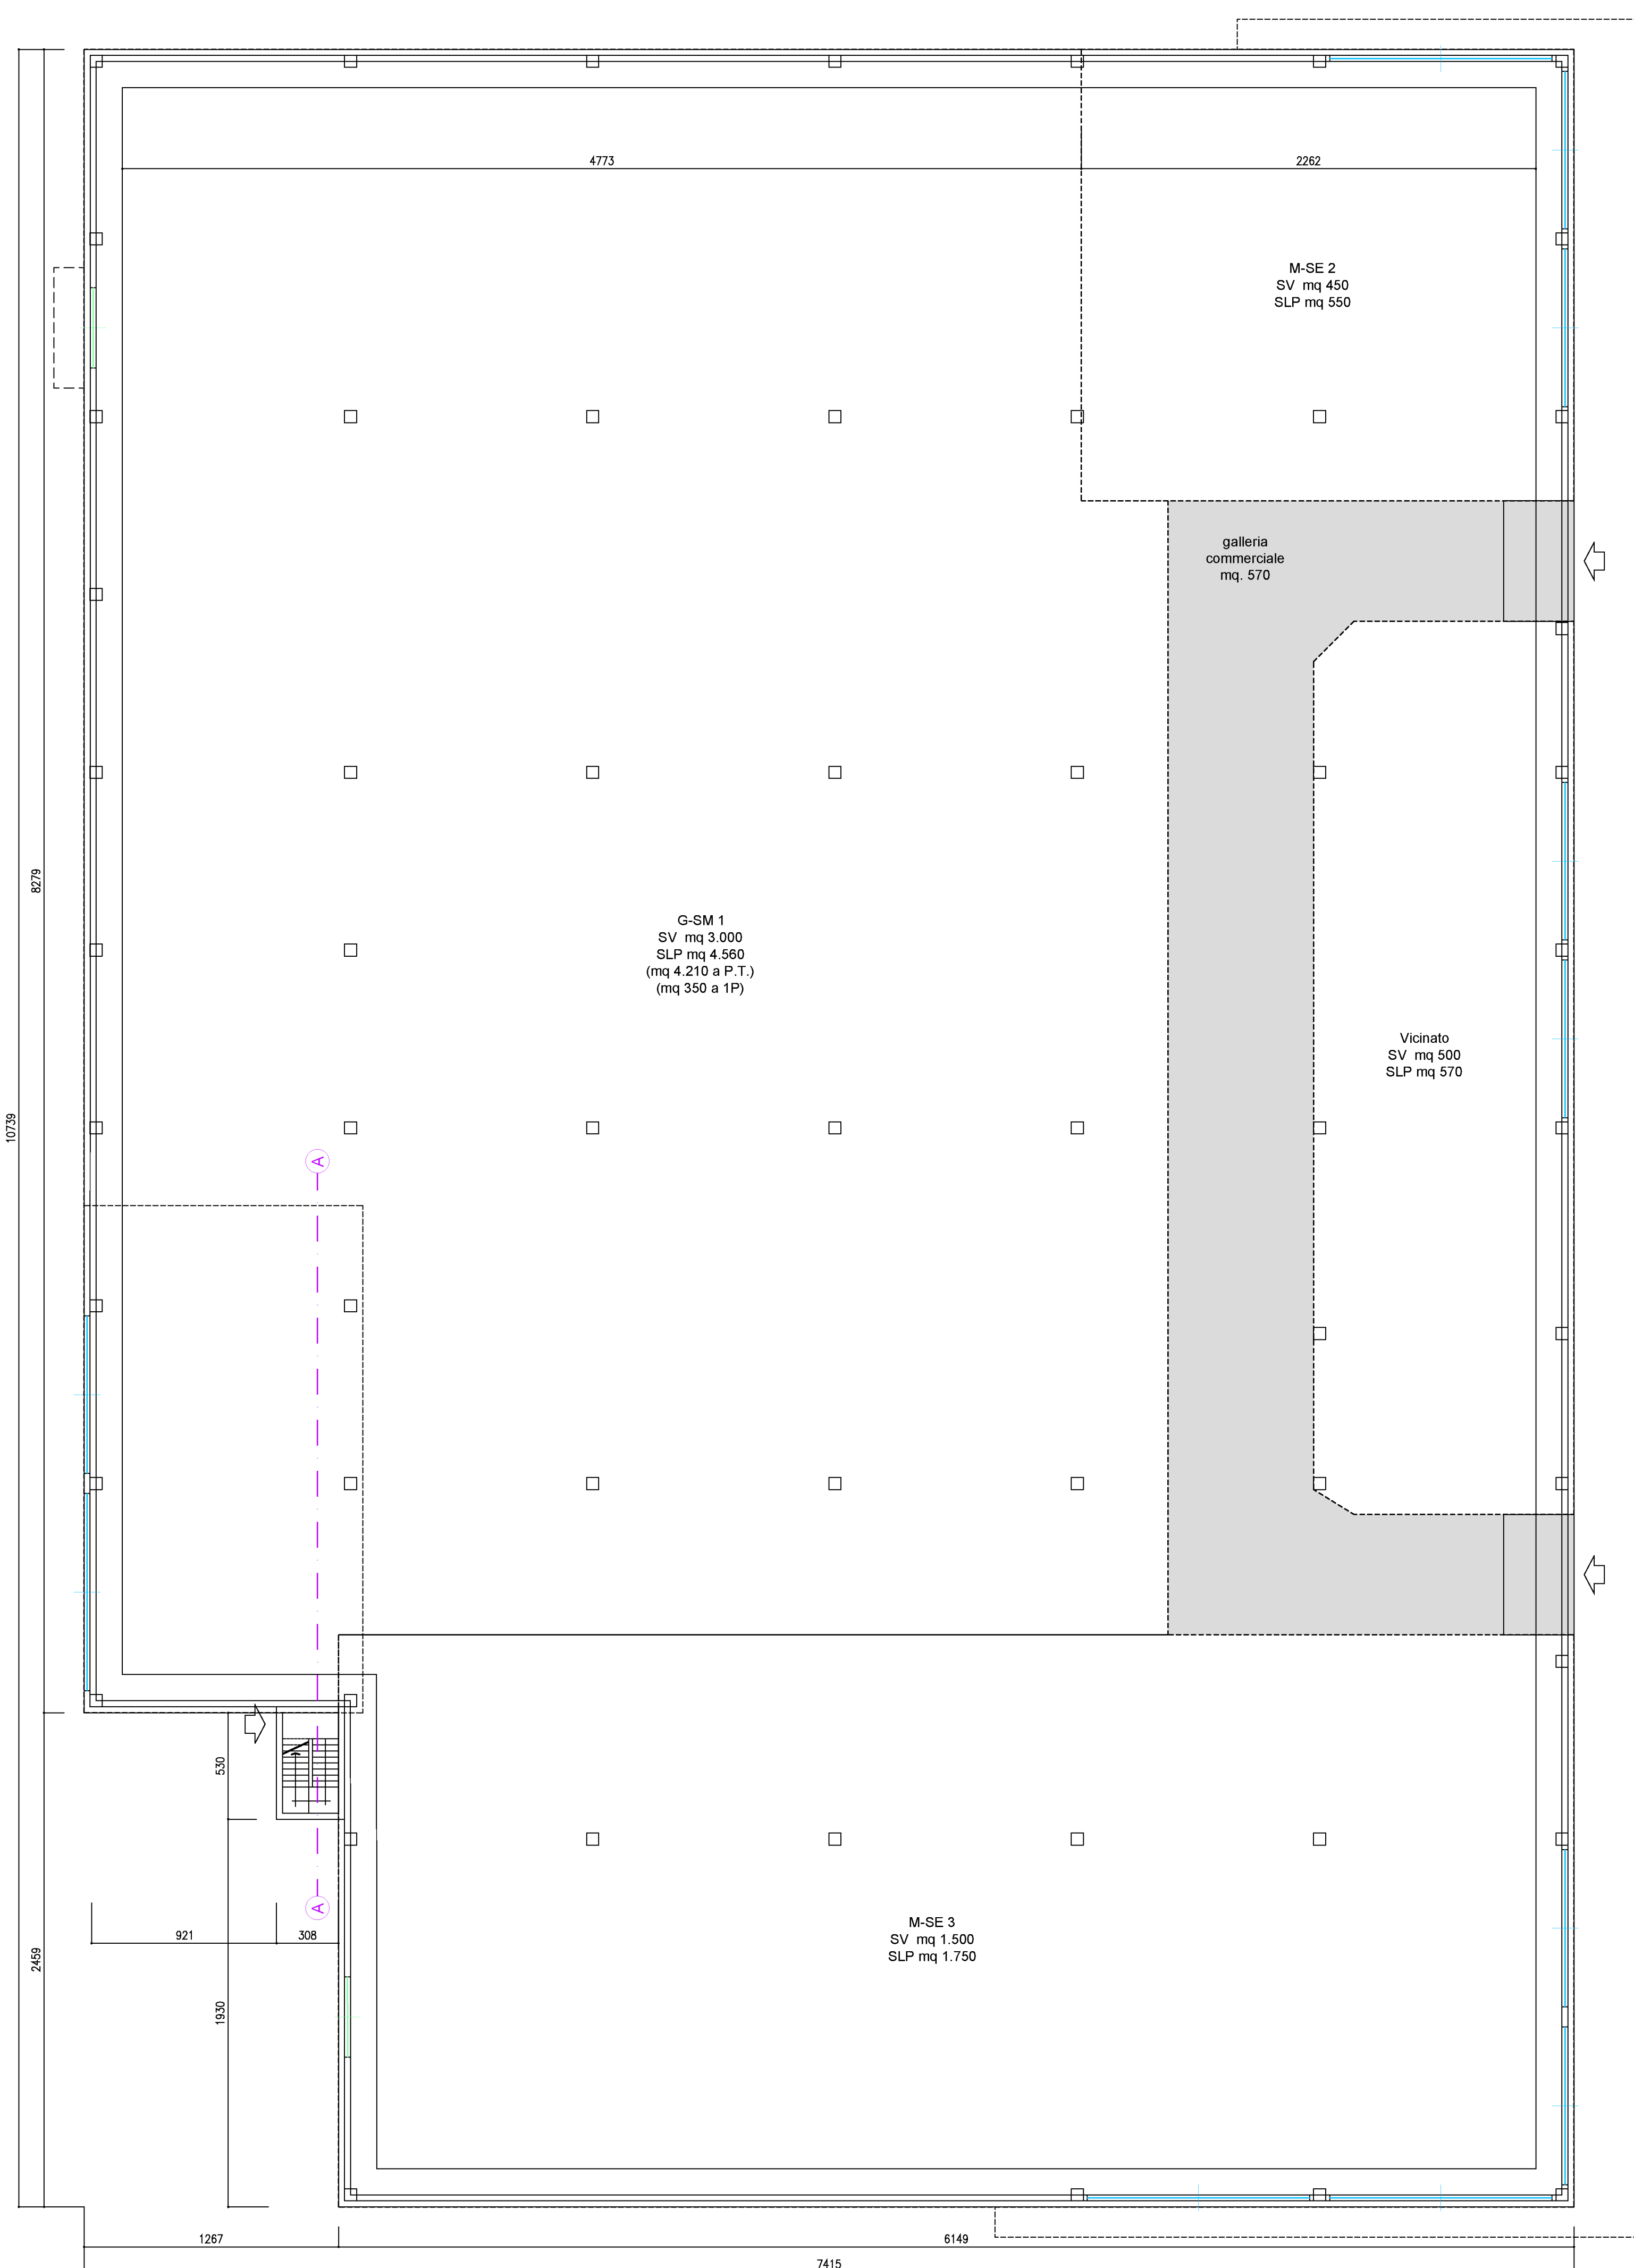 4773
2262
M-SE 2
SV mq 450
SLP mq 550
galleria
commerciale
mq. 570
8279
10739
G-SM 1
SV mq 3.000
SLP mq 4.560
(mq 4.210 a P.T.)
(mq 350 a 1P)
Vicinato
SV mq 500
SLP mq 570
A
530
A
921
308
2459
1930
M-SE 3
SV mq 1.500
SLP mq 1.750
1267
6149
7415